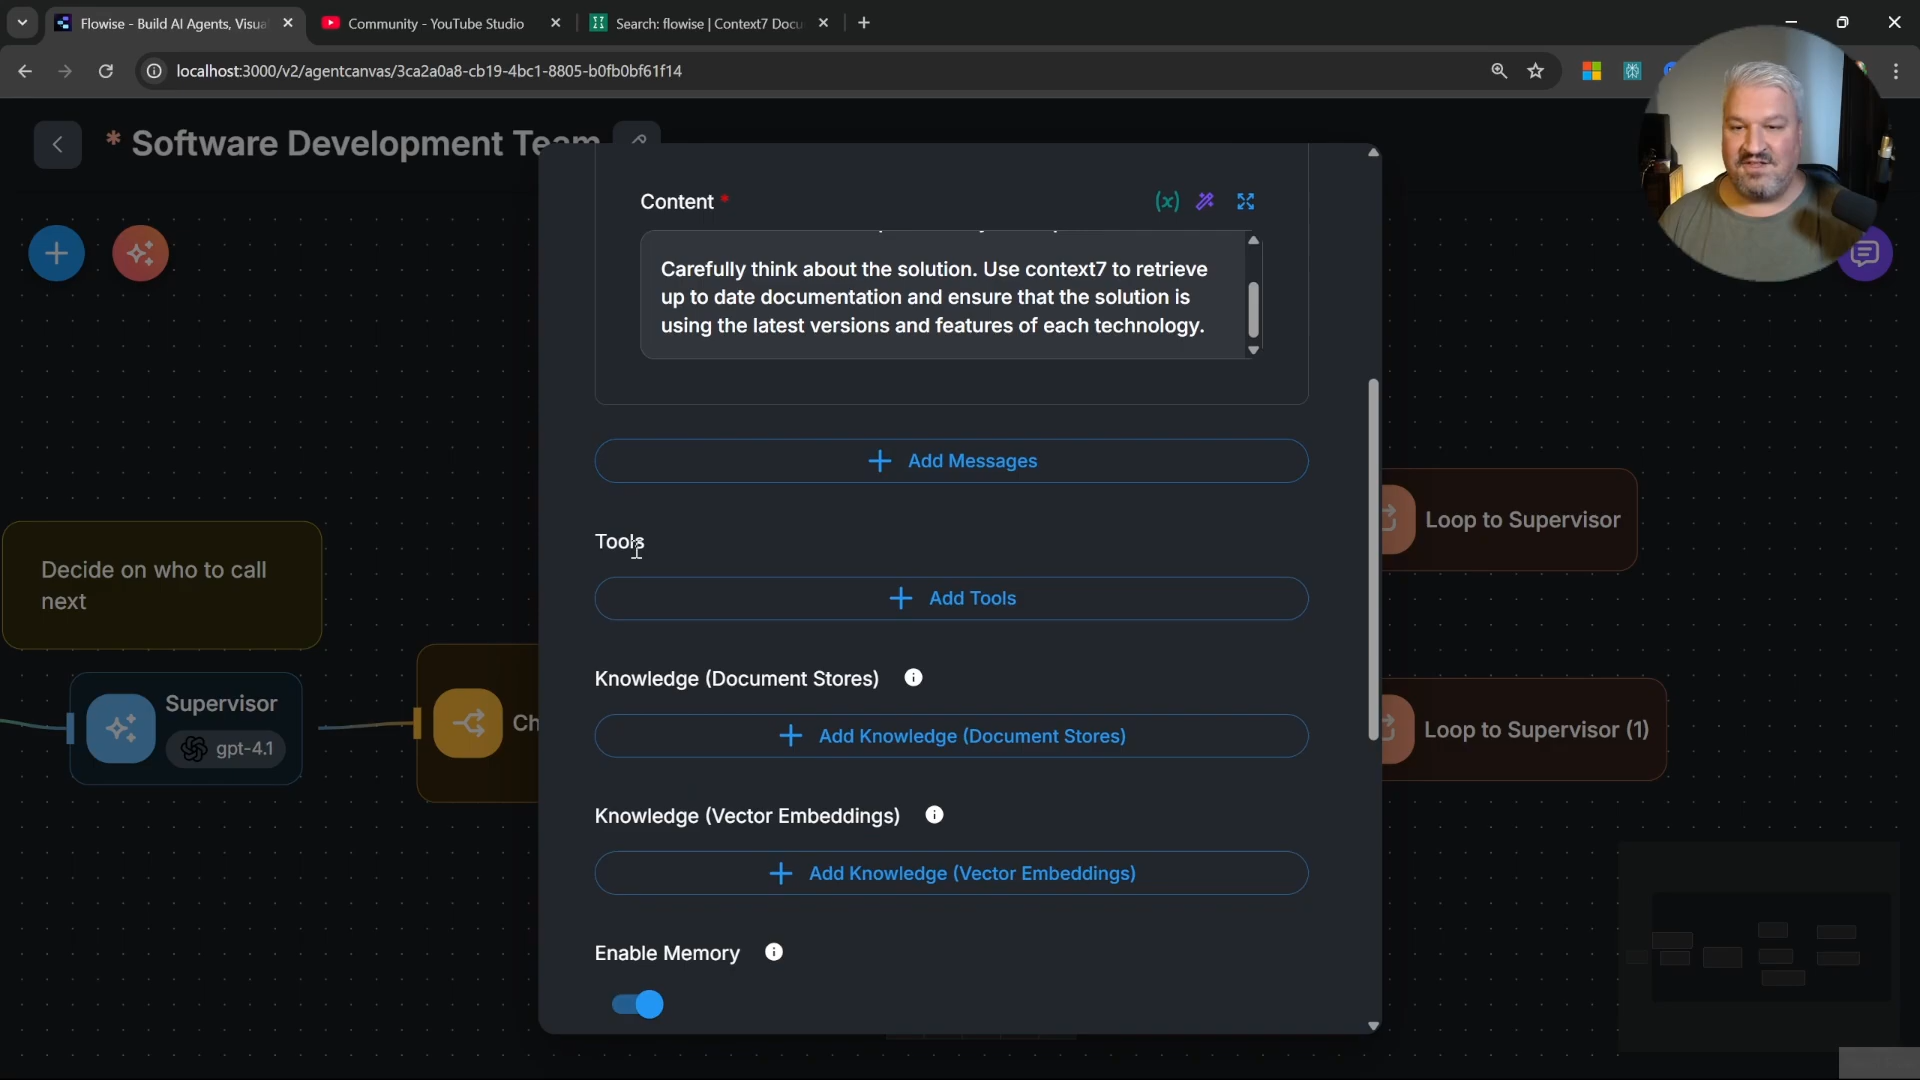 Flowise - Build AI Agents, Visua
Community - YouTube Studio
Search: flowise | Context7 Docu
localhost:3000/v2/agentcanvas/3ca2a0a8-cb19-4bc1-8805-b0fb0bf61f14
* Software Development Team
Content *
Carefully think about the solution. Use context7 to retrieve
up to date documentation and ensure that the solution is
using the latest versions and features of each technology.
Add Messages
Tools
Add Tools
Knowledge (Document Stores)
Add Knowledge (Document Stores)
Knowledge (Vector Embeddings)
Add Knowledge (Vector Embeddings)
Enable Memory
Decide on who to call
next
Supervisor
gpt-4.1
Ch
Loop to Supervisor
Loop to Supervisor (1)